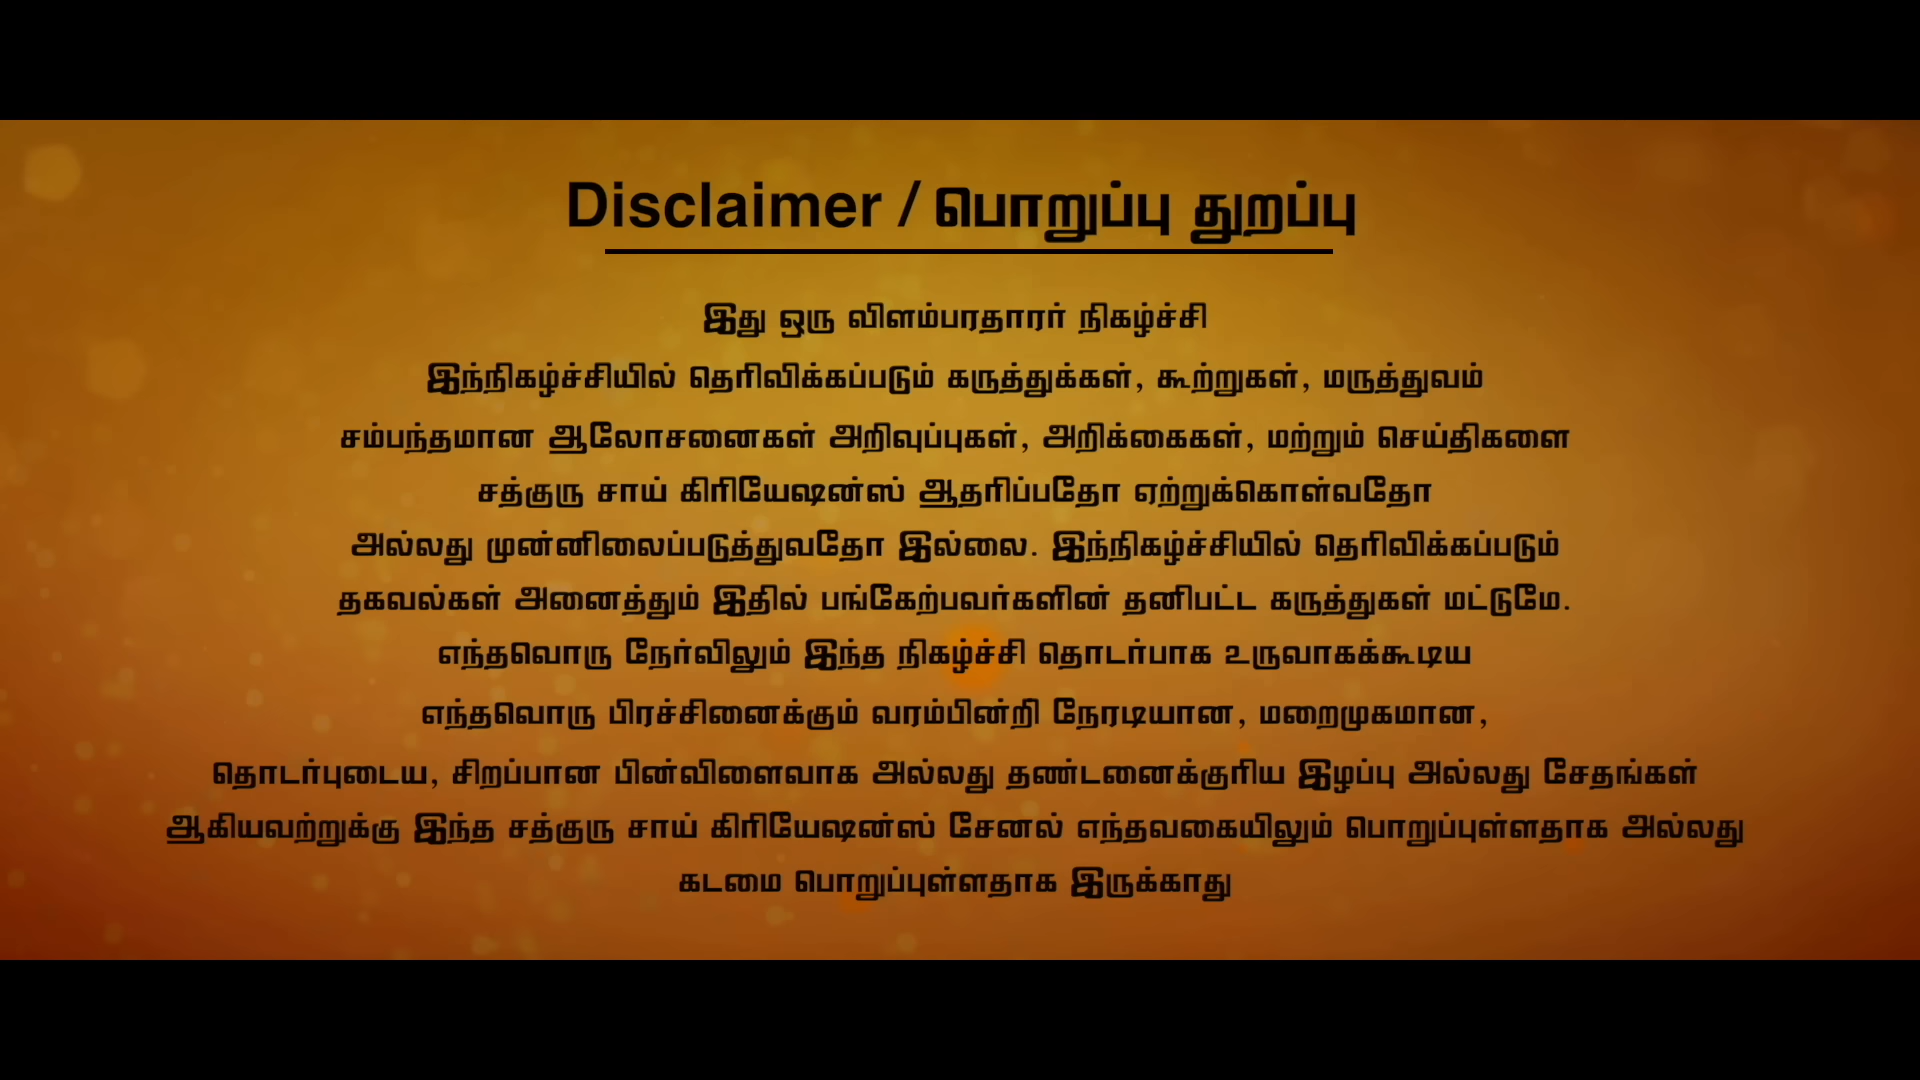 Disclaimer / பொறுப்பு துறப்பு
இது ஒரு விளம்பரதாரர் நிகழ்ச்சி
இந்நிகழ்ச்சியில் தெரிவிக்கப்படும் கருத்துக்கள், கூற்றுகள், மருத்துவம்
சம்பந்தமான ஆலோசனைகள் அறிவுப்புகள், அறிக்கைகள், மற்றும் செய்திகளை
சத்குரு சாய் கிரியேஷன்ஸ் ஆதரிப்பதோ ஏற்றுக்கொள்வதோ
அல்லது முன்னிலைப்படுத்துவதோ இல்லை. இந்நிகழ்ச்சியில் தெரிவிக்கப்படும்
தகவல்கள் அனைத்தும் இதில் பங்கேற்பவர்களின் தனிபட்ட கருத்துகள் மட்டுமே.
எந்தவொரு நேர்விலும் இந்த நிகழ்ச்சி தொடர்பாக உருவாகக்கூடிய
எந்தவொரு பிரச்சினைக்கும் வரம்பின்றி நேரடியான, மறைமுகமான,
தொடர்புடைய, சிறப்பான பின்விளைவாக அல்லது தண்டனைக்குரிய இழப்பு அல்லது சேதங்கள்
ஆகியவற்றுக்கு இந்த சத்குரு சாய் கிரியேஷன்ஸ் சேனல் எந்தவகையிலும் பொறுப்புள்ளதாக அல்லது
கடமை பொறுப்புள்ளதாக இருக்காது